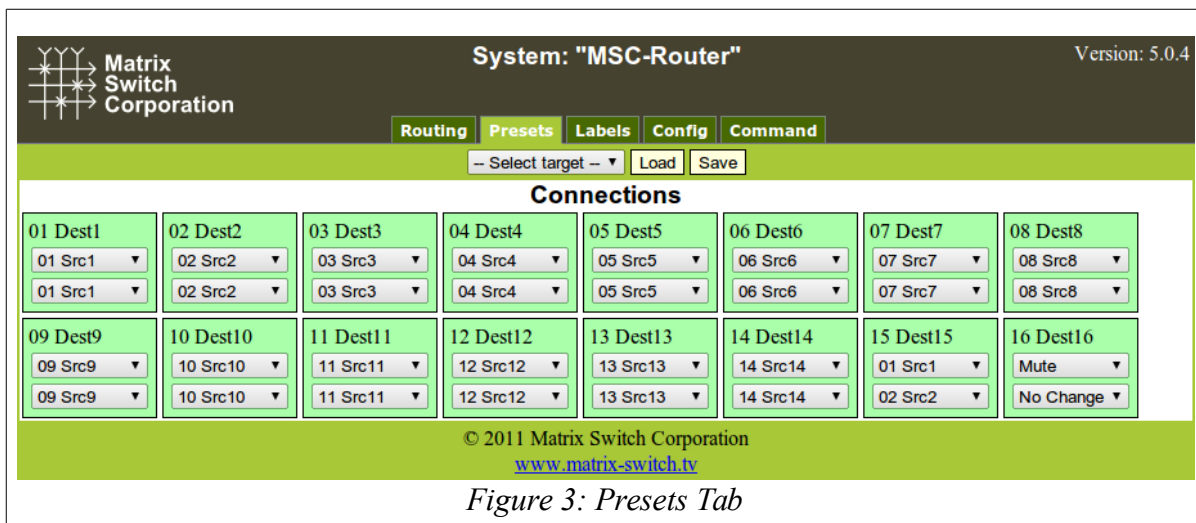 Matrix
Switch
Corporation
System: "MSC-Router"
Version: 5.0.4
Routing Presets Labels Config Command
-- Select target -- Load Save
Connections
01 Dest1 02 Dest2 03 Dest3 04 Dest4 05 Dest5 06 Dest6 07 Dest7 08 Dest8
01 Src1 02 Src2 03 Src3 04 Src4 05 Src5 06 Src6 07 Src7 08 Src8
01 Src1 02 Src2 03 Src3 04 Src4 05 Src5 06 Src6 07 Src7 08 Src8
09 Dest9 10 Dest10 11 Dest11 12 Dest12 13 Dest13 14 Dest14 15 Dest15 16 Dest16
09 Src9 10 Src10 11 Src11 12 Src12 13 Src13 14 Src14 01 Src1 Mute
09 Src9 10 Src10 11 Src11 12 Src12 13 Src13 14 Src14 02 Src2 No Change
© 2011 Matrix Switch Corporation
www.matrix-switch.tv
Figure 3: Presets Tab